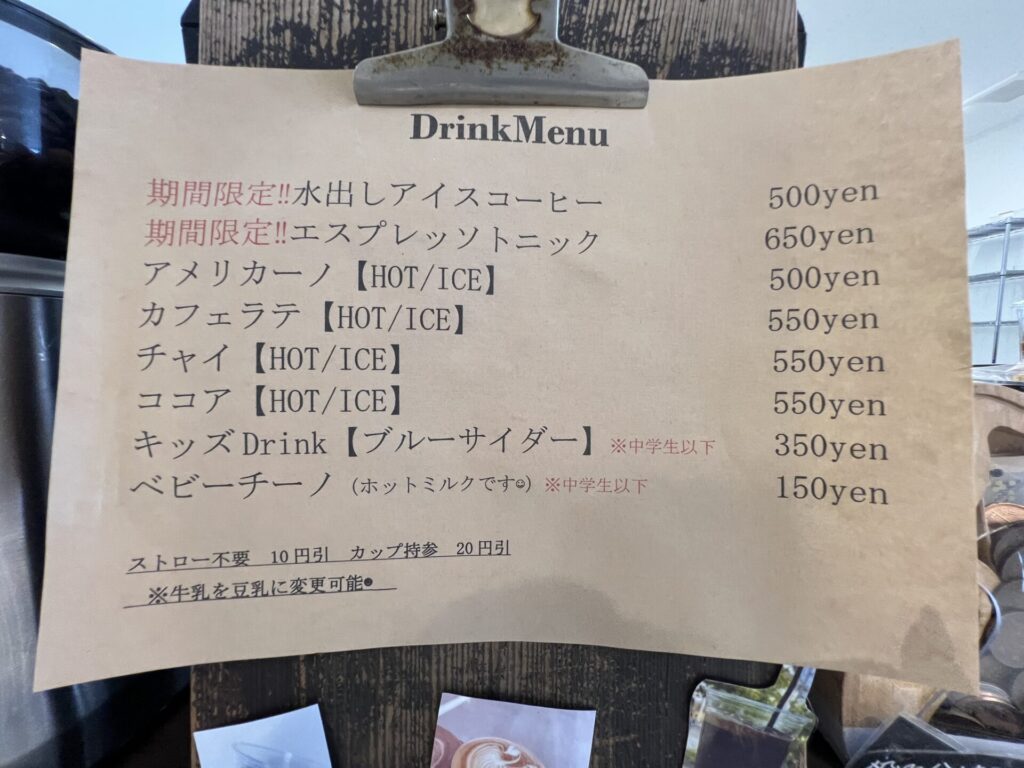 DrinkMenu
期間限定‼水出しアイスコーヒー 500yen
期間限定‼エスプレッソトニック 650yen
アメリカーノ【HOT/ICE】 500yen
カフェラテ【HOT/ICE】 550yen
チャイ【HOT/ICE】 550yen
ココア【HOT/ICE】 550yen
キッズDrink【ブルーサイダー】※中学生以下 350yen
ベビーチーノ(ホットミルクです☺)※中学生以下 150yen
ストロー不要 10円引 カップ持参 20円引
※牛乳を豆乳に変更可能●